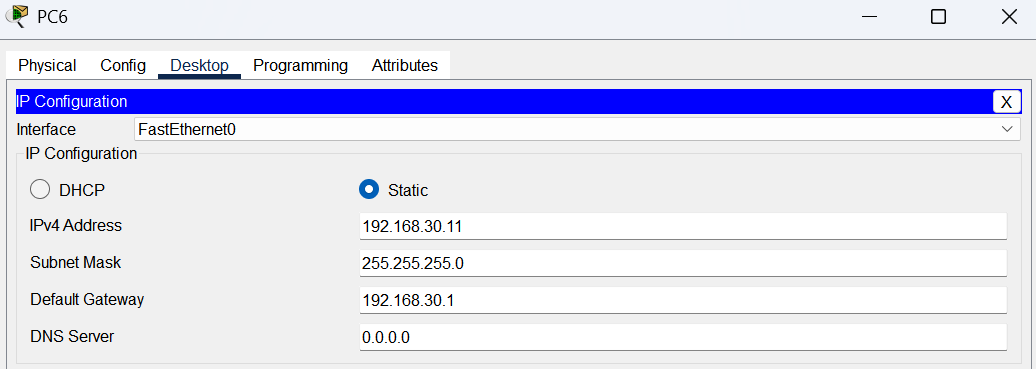 PC6
Physical Config Desktop Programming Attributes
IP Configuration X
Interface FastEthernet0
IP Configuration
DHCP Static
IPv4 Address 192.168.30.11
Subnet Mask 255.255.255.0
Default Gateway 192.168.30.1
DNS Server 0.0.0.0